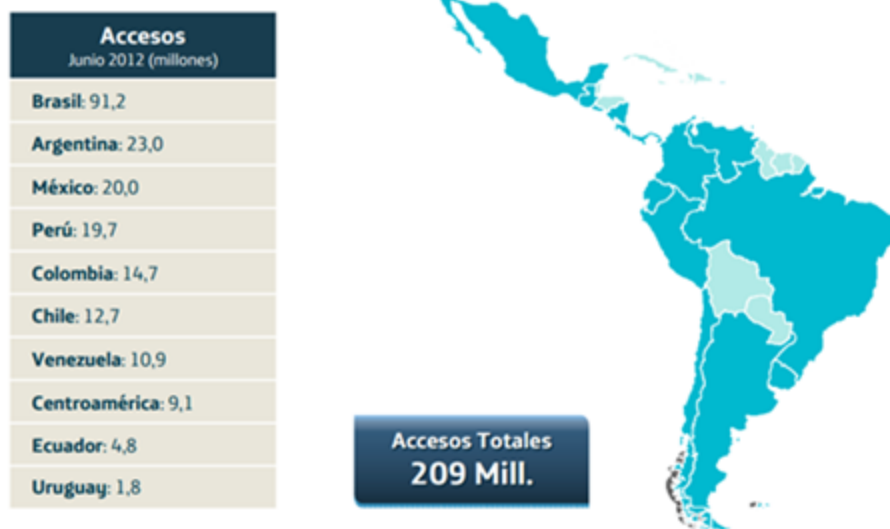 Accesos
Junio 2012 (millones)
Brasil: 91,2
Argentina: 23,0
México: 20,0
Perú: 19,7
Colombia: 14,7
Chile: 12,7
Venezuela: 10,9
Centroamérica: 9,1
Ecuador: 4,8
Uruguay: 1,8
Accesos Totales
209 Mill.